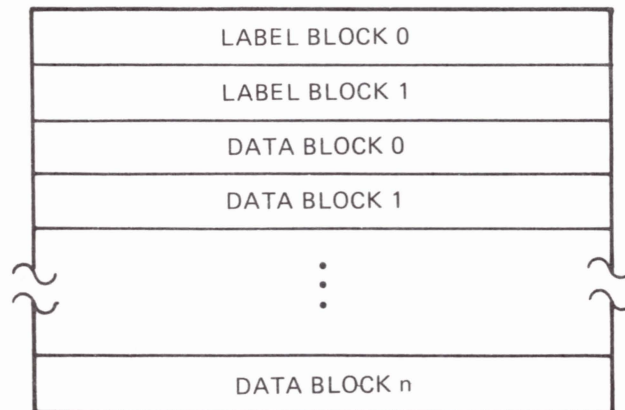 LABEL BLOCK 0
LABEL BLOCK 1
DATA BLOCK 0
DATA BLOCK 1
DATA BLOCK n